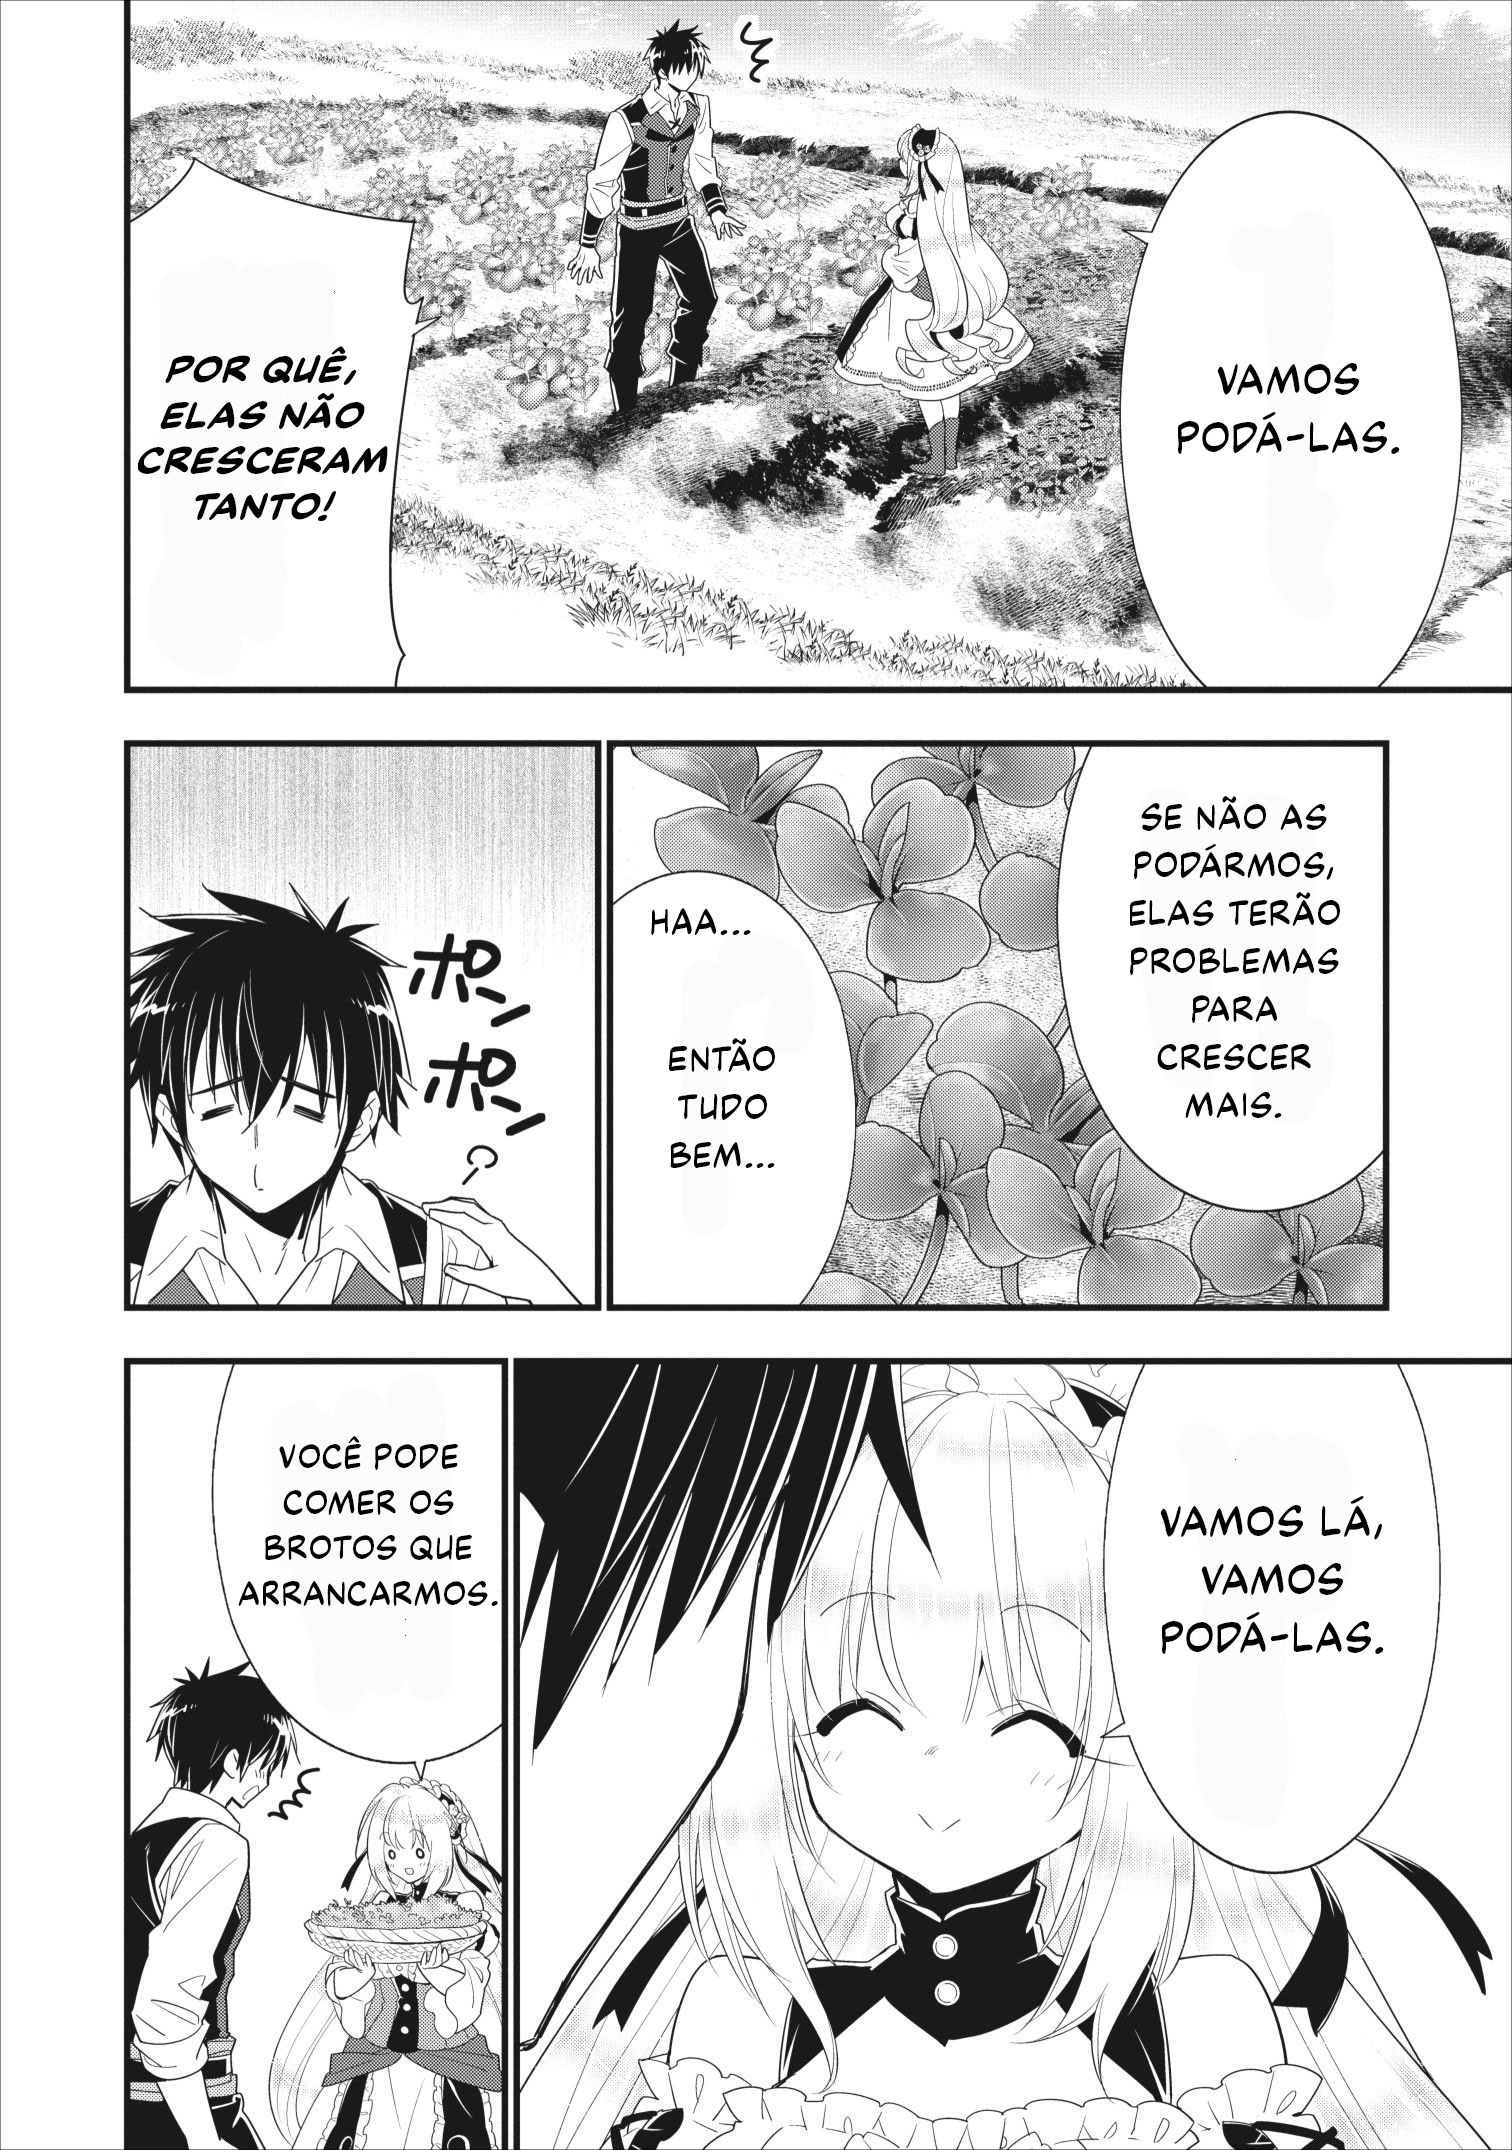 VAMOS
PODÁ-LAS.
POR QUÊ,
ELAS NÃO
CRESCERAM
TANTO!
SE NÃO AS
PODÁRMOS,
ELAS TERÃO
PROBLEMAS
PARA
CRESCER
MAIS.
HAA...
ENTÃO
TUDO
BEM...
ポン
ポン
VAMOS LÁ,
VAMOS
PODÁ-LAS.
VOCÊ PODE
COMER OS
BROTOS QUE
ARRANCARMOS.